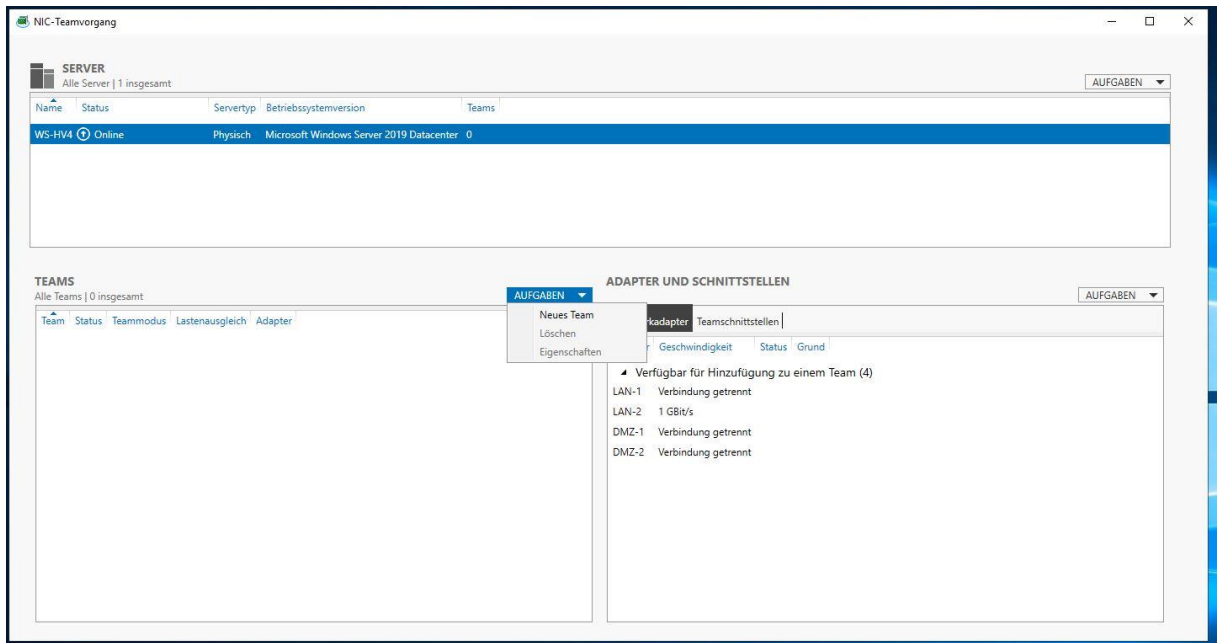 NIC-Teamvorgang
SERVER
Alle Server | 1 insgesamt
AUFGABEN
Name Status Servertyp Betriebssystemversion Teams
WS-HV4 Online Physisch Microsoft Windows Server 2019 Datacenter 0
TEAMS
Alle Teams | 0 insgesamt
AUFGABEN
Team Status Teammodus Lastenausgleich Adapter
Neues Team
Löschen
Eigenschaften
ADAPTER UND SCHNITTSTELLEN
AUFGABEN
rkadapter Teamschnittstellen
r Geschwindigkeit Status Grund
Verfügbar für Hinzufügung zu einem Team (4)
LAN-1 Verbindung getrennt
LAN-2 1 GBit/s
DMZ-1 Verbindung getrennt
DMZ-2 Verbindung getrennt